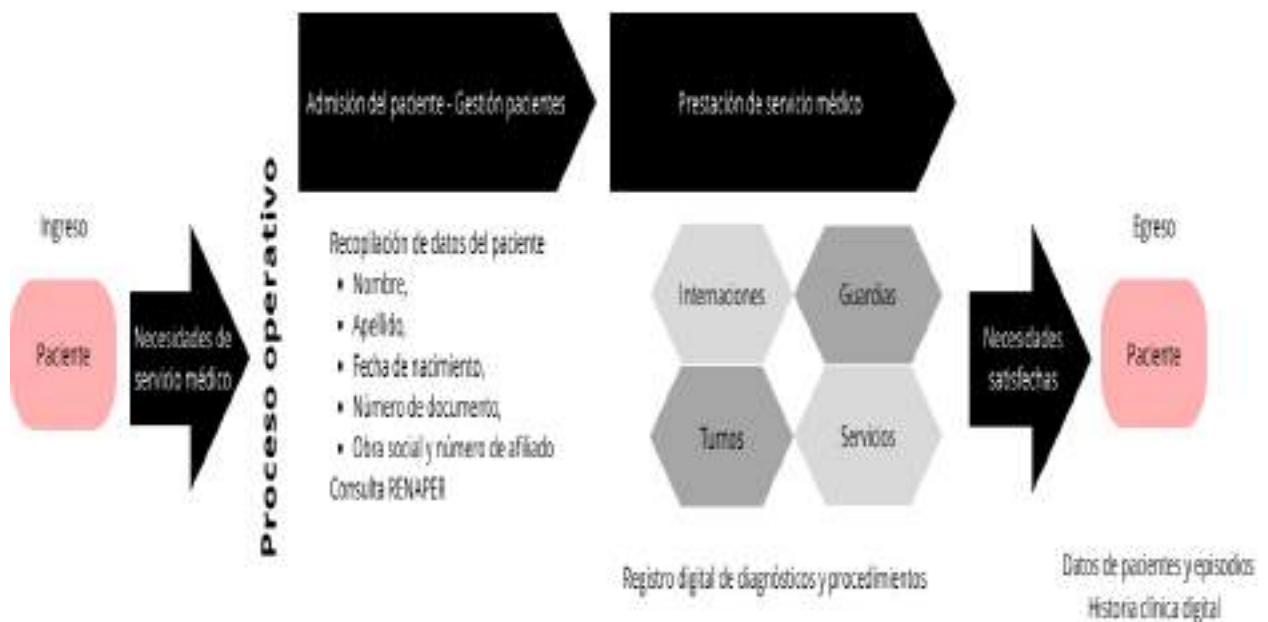 Ingreso
Paciente
Necesidades de
servicio médico
Proceso operativo
Admisión del paciente - Gestión pacientes
Recopilación de datos del paciente
• Nombre,
• Apellido,
• Fecha de nacimiento,
• Número de documento,
• Obra social y número de afiliado
Consulta RENAPER
Prestación de servicio médico
Internaciones
Guardias
Turnos
Servicios
Registro digital de diagnósticos y procedimientos
Necesidades
satisfechas
Egreso
Paciente
Datos de pacientes y episodios
Historia clínica digital